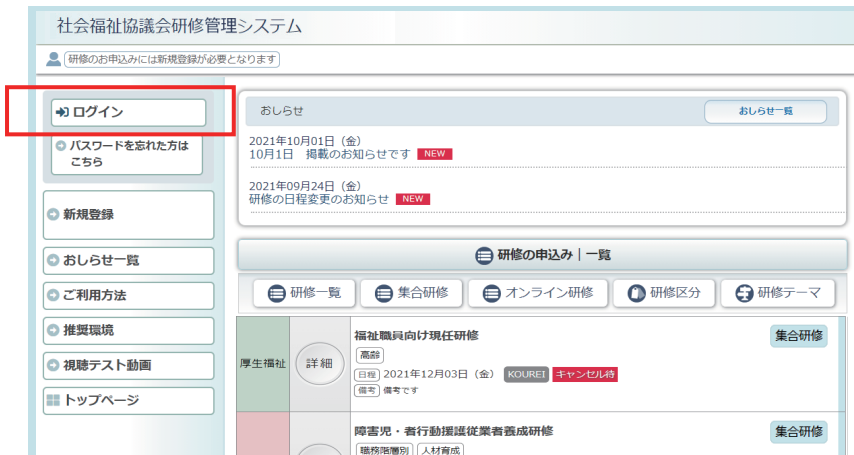 社会福祉協議会研修管理システム
研修のお申込みには新規登録が必要となります
ログイン
パスワードを忘れた方は
こちら
新規登録
おしらせ一覧
ご利用方法
推奨環境
視聴テスト動画
トップページ
おしらせ
おしらせ一覧
2021年10月01日（金）
10月1日　掲載のお知らせです NEW
2021年09月24日（金）
研修の日程変更のお知らせ NEW
研修の申込み｜一覧
研修一覧 集合研修 オンライン研修 研修区分 研修テーマ
厚生福祉
詳細
福祉職員向け現任研修
集合研修
高齢
日程 2021年12月03日（金） KOUREI キャンセル待
備考 備考です
障害児・者行動援護従業者養成研修
集合研修
職務階層別 人材育成